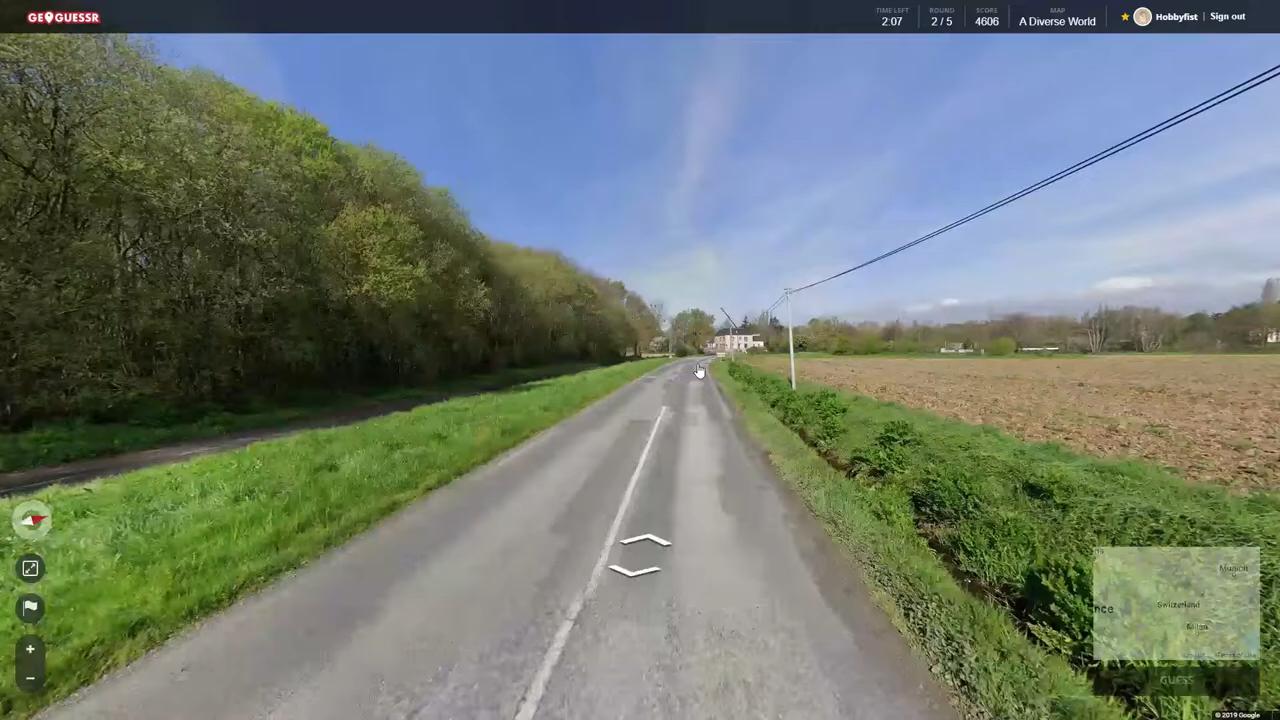 GEOGUESSR
TIME LEFT
2:07
ROUND
2 / 5
SCORE
4606
MAP
A Diverse World
Hobbyfist
Sign out
Munich
nce
Switzerland
Milan
GUESS
© 2019 Google